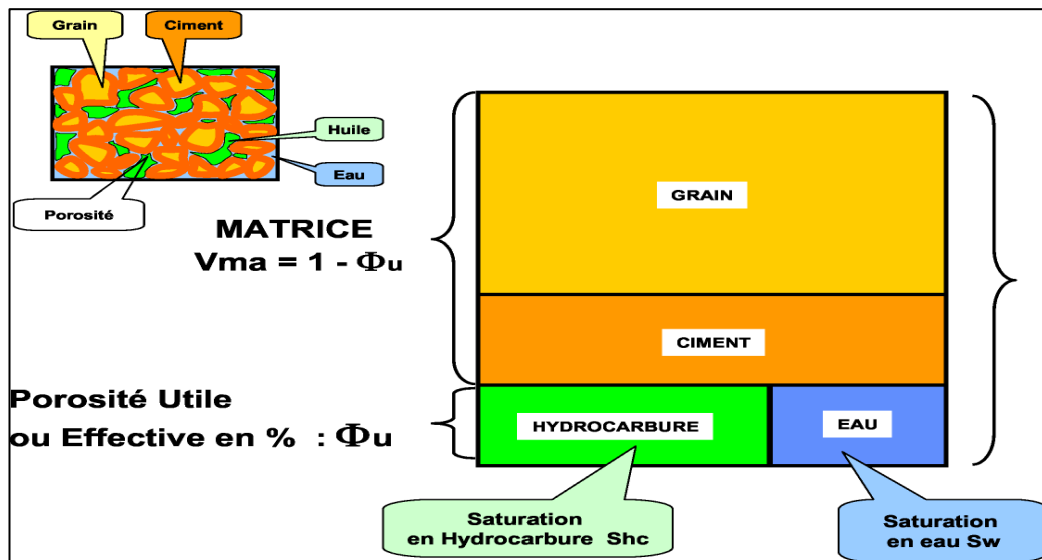 Grain
Ciment
Huile
Eau
Porosité
MATRICE
Vma = 1 - Φu
GRAIN
CIMENT
Porosité Utile
ou Effective en % : Φu
HYDROCARBURE
EAU
Saturation
en Hydrocarbure Shc
Saturation
en eau Sw